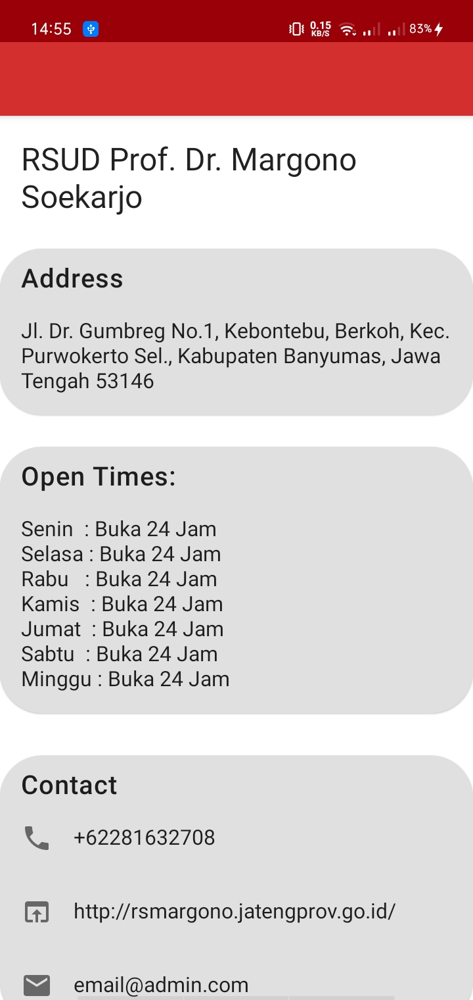 14:55
0.15
KB/S
83%
RSUD Prof. Dr. Margono
Soekarjo
Address
Jl. Dr. Gumbreg No.1, Kebontebu, Berkoh, Kec.
Purwokerto Sel., Kabupaten Banyumas, Jawa
Tengah 53146
Open Times:
Senin : Buka 24 Jam
Selasa : Buka 24 Jam
Rabu : Buka 24 Jam
Kamis : Buka 24 Jam
Jumat : Buka 24 Jam
Sabtu : Buka 24 Jam
Minggu : Buka 24 Jam
Contact
+62281632708
http://rsmargono.jatengprov.go.id/
email@admin.com